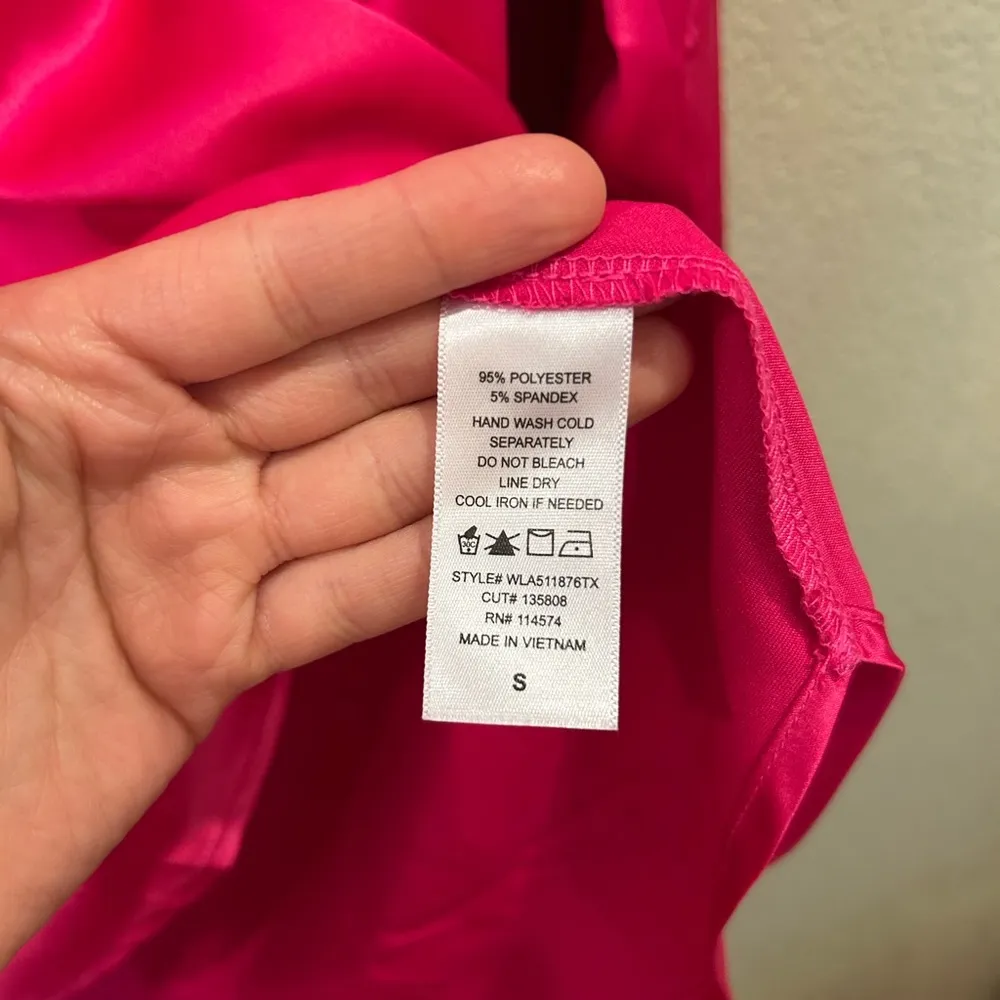 95% POLYESTER
5% SPANDEX
HAND WASH COLD
SEPARATELY
DO NOT BLEACH
LINE DRY
COOL IRON IF NEEDED
STYLE# WLA511876TX
CUT# 135808
RN# 114574
MADE IN VIETNAM
S